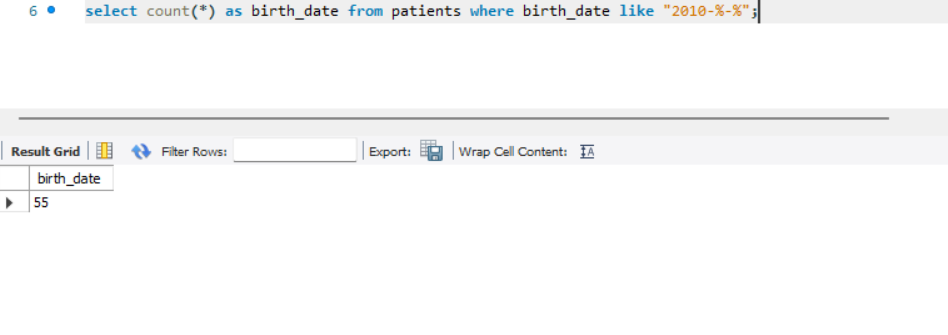 6 select count(*) as birth_date from patients where birth_date like "2010-%-%";
Result Grid Filter Rows: Export: Wrap Cell Content: IA
birth_date
55